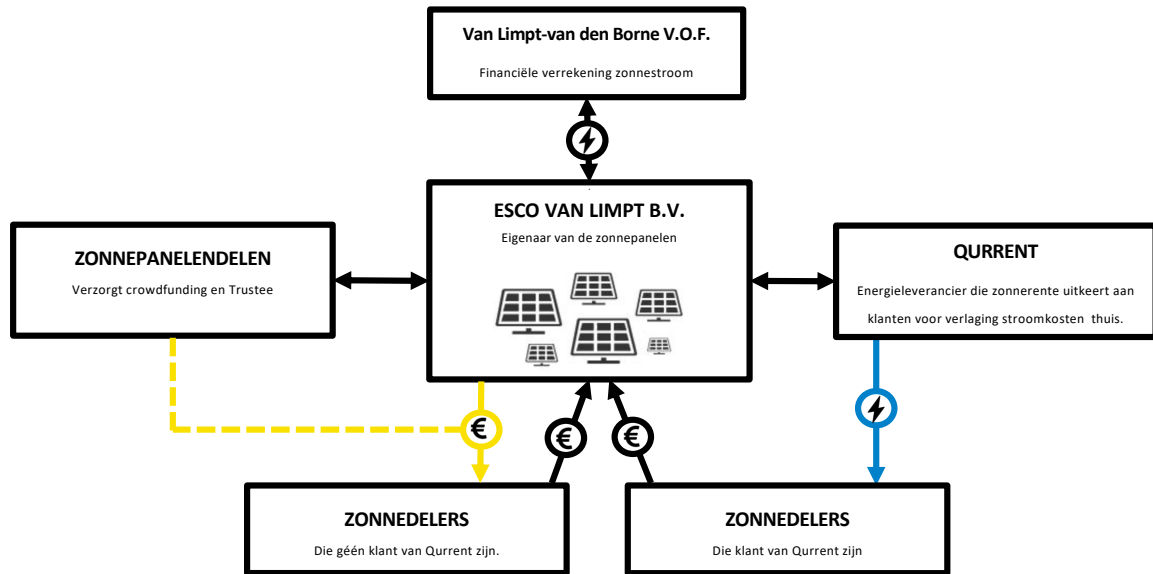 Van Limpt-van den Borne V.O.F.
Financiële verrekening zonnestroom
ESCO VAN LIMPT B.V.
Eigenaar van de zonnepanelen
ZONNEPANELENDELEN
Verzorgt crowdfunding en Trustee
QURRENT
Energieleverancier die zonnerente uitkeert aan
klanten voor verlaging stroomkosten thuis.
€
€
€
ZONNEDELERS
Die géén klant van Qurrent zijn.
ZONNEDELERS
Die klant van Qurrent zijn